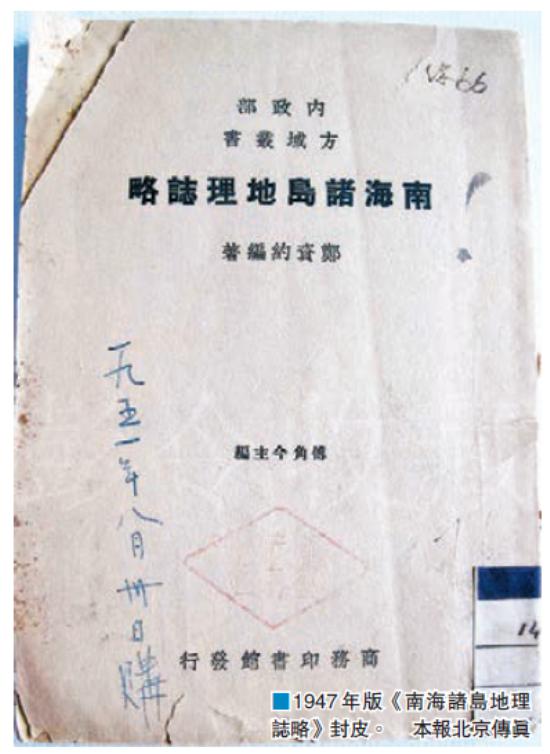 內政部
方域叢書
南海諸島地理誌略
鄭資約編著
一九五一年八月卅日購
傅角今主編
14
商務印書館發行
■1947年版《南海諸島地理
誌略》封皮。 本報北京傳真